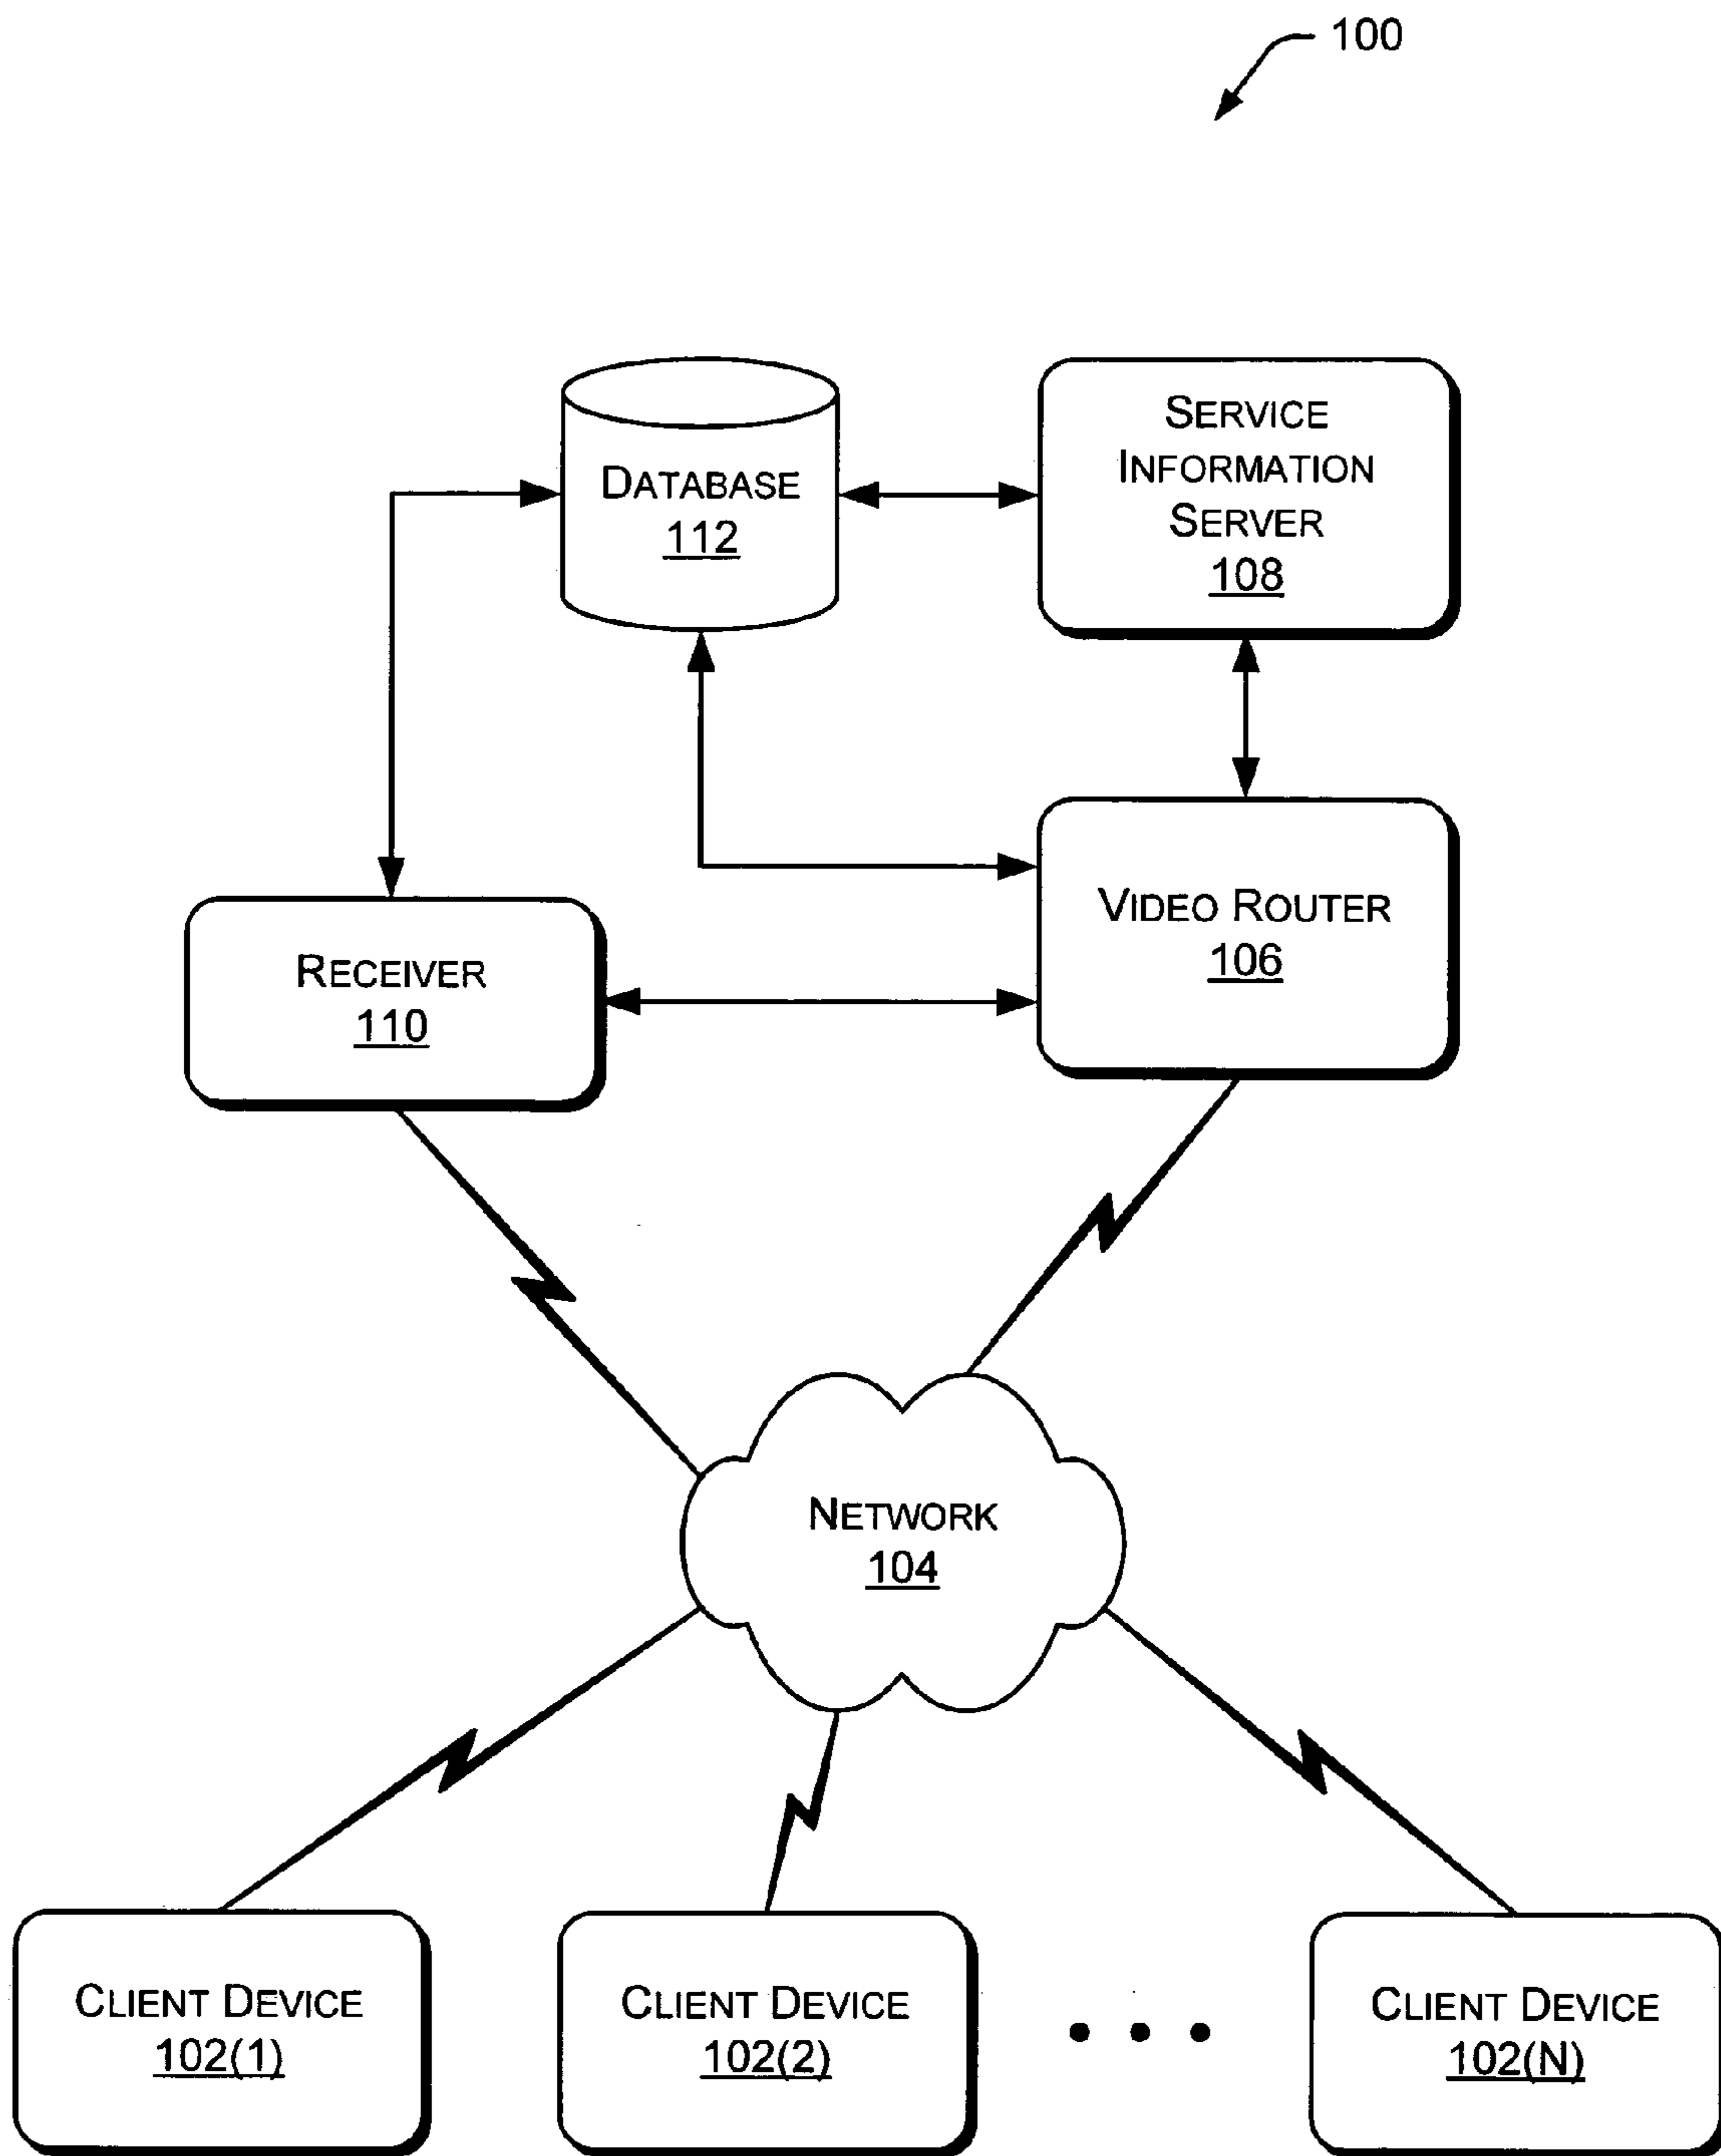 100
DATABASE
112
SERVICE
INFORMATION
SERVER
108
VIDEO ROUTER
106
RECEIVER
110
NETWORK
104
CLIENT DEVICE
102(1)
CLIENT DEVICE
102(2)
CLIENT DEVICE
102(N)